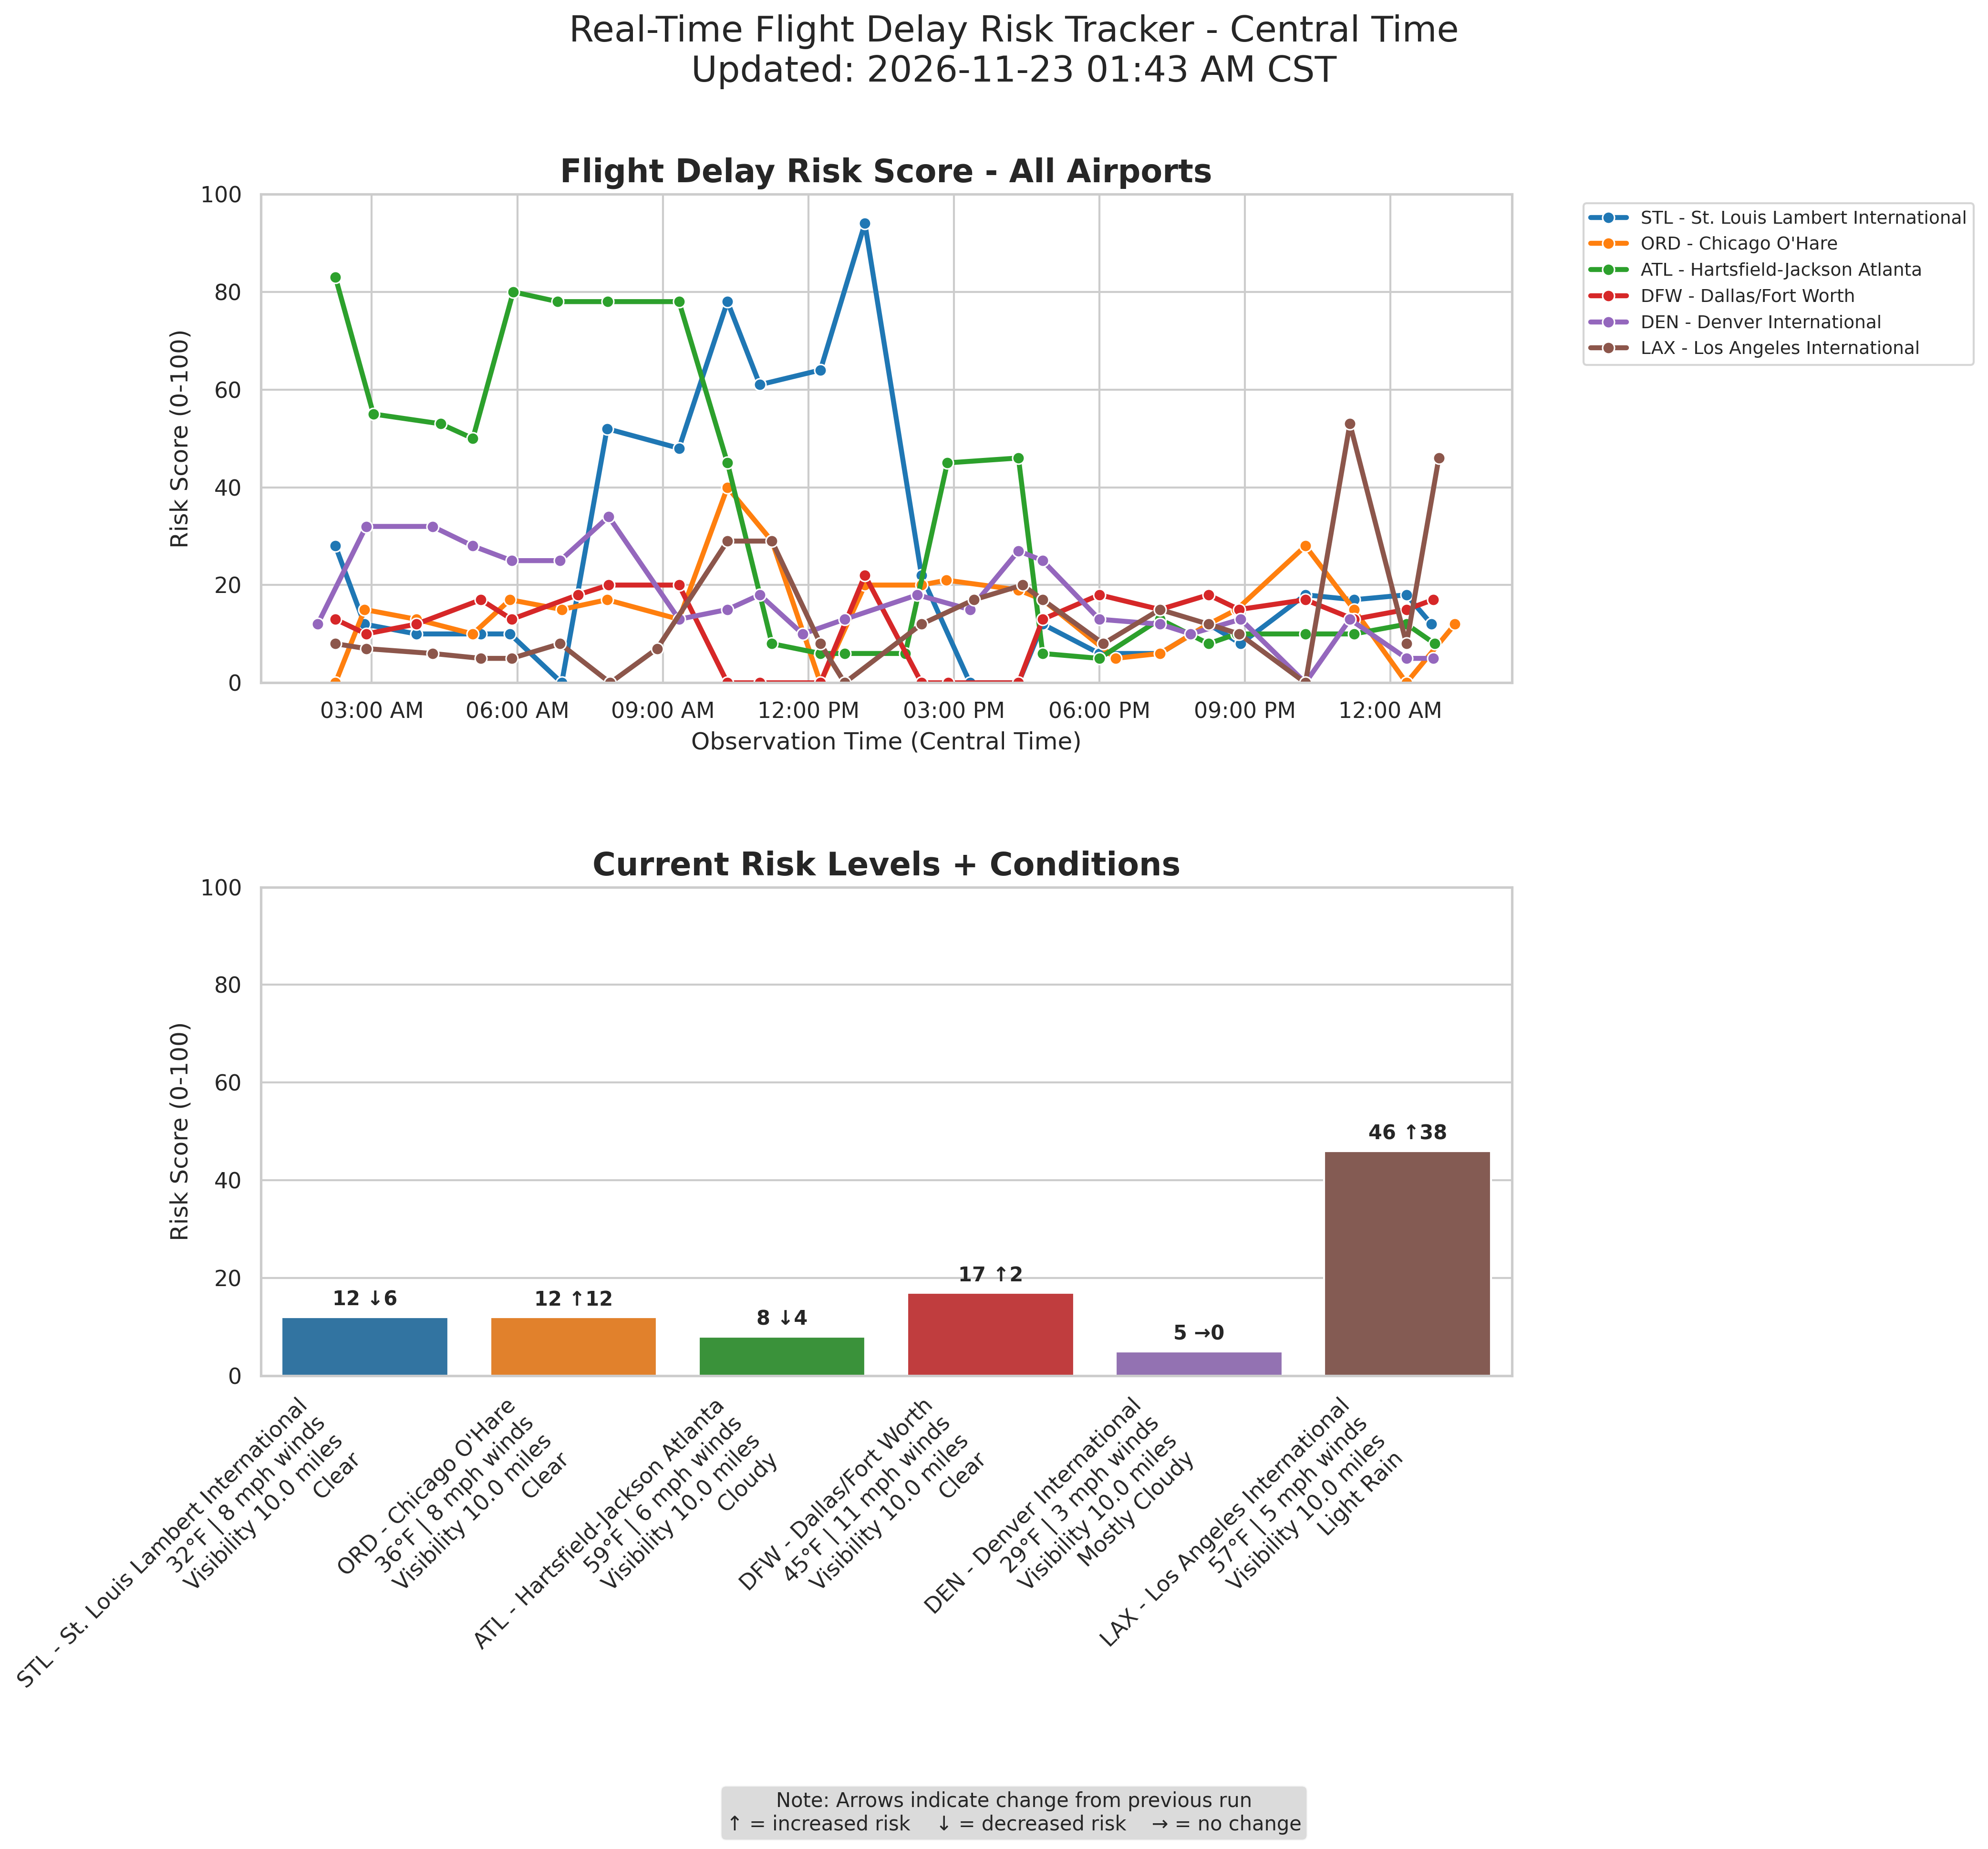 Real-Time Flight Delay Risk Tracker - Central Time
Updated: 2026-11-23 01:43 AM CST
Flight Delay Risk Score - All Airports
Risk Score (0-100)
100
80
60
40
20
0
03:00 AM
06:00 AM
09:00 AM
12:00 PM
03:00 PM
06:00 PM
09:00 PM
12:00 AM
Observation Time (Central Time)
STL - St. Louis Lambert International
ORD - Chicago O'Hare
ATL - Hartsfield-Jackson Atlanta
DFW - Dallas/Fort Worth
DEN - Denver International
LAX - Los Angeles International
Current Risk Levels + Conditions
Risk Score (0-100)
100
80
60
40
20
0
12 ↓6
12 ↑12
8 ↓4
17 ↑2
5 →0
46 ↑38
STL - St. Louis Lambert International
32°F | 8 mph winds
Visibility 10.0 miles
Clear
ORD - Chicago O'Hare
36°F | 8 mph winds
Visibility 10.0 miles
Clear
ATL - Hartsfield-Jackson Atlanta
59°F | 6 mph winds
Visibility 10.0 miles
Cloudy
DFW - Dallas/Fort Worth
45°F | 11 mph winds
Visibility 10.0 miles
Clear
DEN - Denver International
29°F | 3 mph winds
Visibility 10.0 miles
Mostly Cloudy
LAX - Los Angeles International
57°F | 5 mph winds
Visibility 10.0 miles
Light Rain
Note: Arrows indicate change from previous run
↑ = increased risk ↓ = decreased risk → = no change